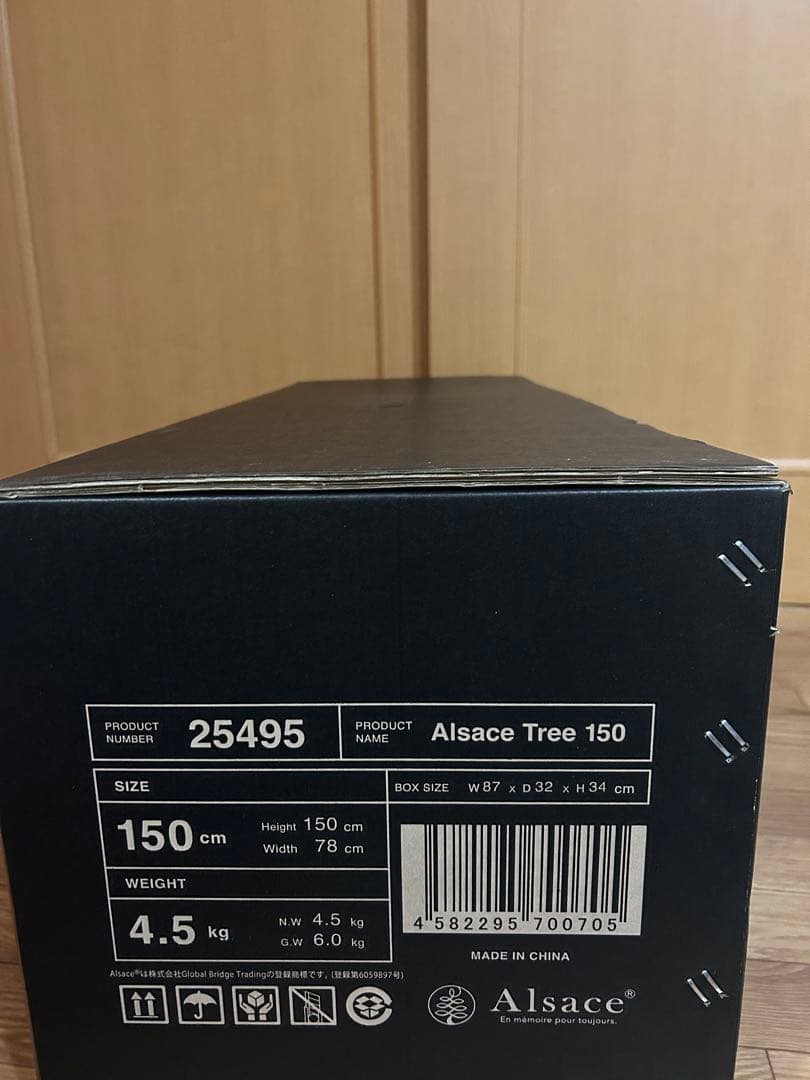 PRODUCT NUMBER 25495
PRODUCT NAME Alsace Tree 150
SIZE
BOX SIZE W 87 x D 32 x H 34 cm
150 cm
Height 150 cm
Width 78 cm
WEIGHT
4.5 kg
N.W 4.5 kg
G.W 6.0 kg
4 582295 700705
MADE IN CHINA
Alsace®は株式会社Global Bridge Tradingの登録商標です。(登録第6059897号)
Alsace®
En mèmoire pour toujours.